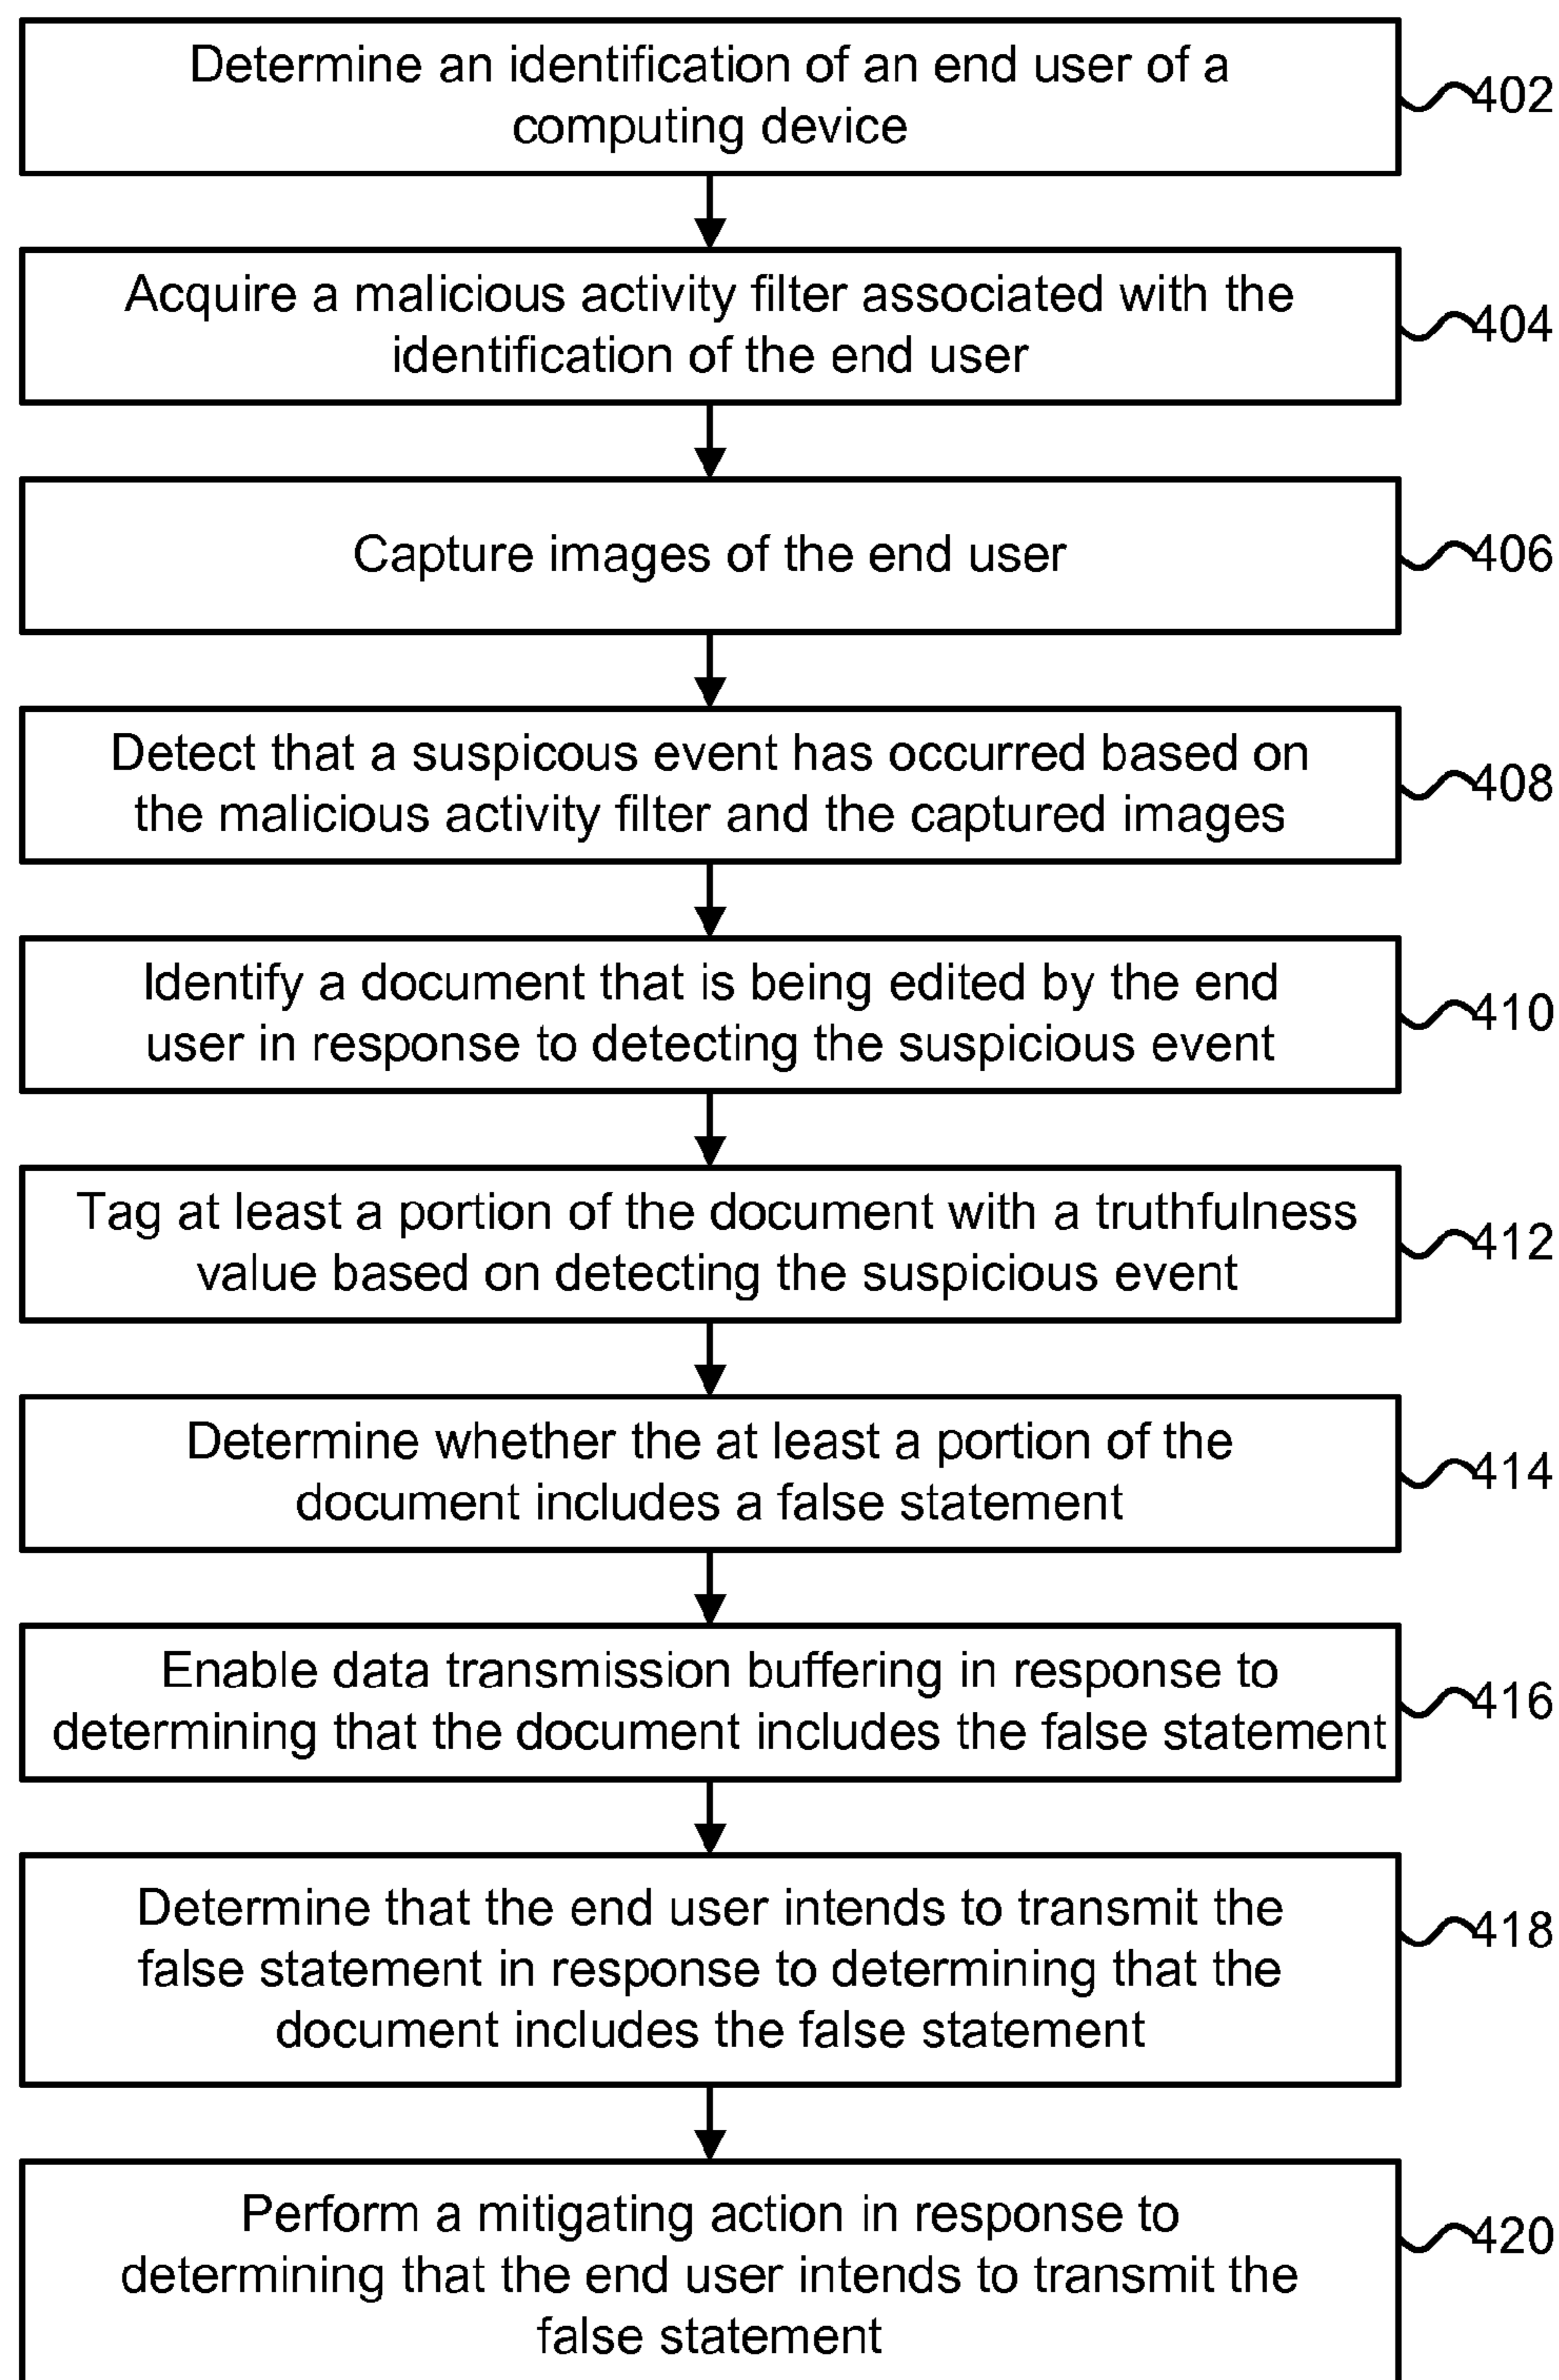 Determine an identification of an end user of a
computing device
402
Acquire a malicious activity filter associated with the
identification of the end user
404
Capture images of the end user
406
Detect that a suspicous event has occurred based on
the malicious activity filter and the captured images
408
Identify a document that is being edited by the end
user in response to detecting the suspicious event
410
Tag at least a portion of the document with a truthfulness
value based on detecting the suspicious event
412
Determine whether the at least a portion of the
document includes a false statement
414
Enable data transmission buffering in response to
determining that the document includes the false statement
416
Determine that the end user intends to transmit the
false statement in response to determining that the
document includes the false statement
418
Perform a mitigating action in response to
determining that the end user intends to transmit the
false statement
420